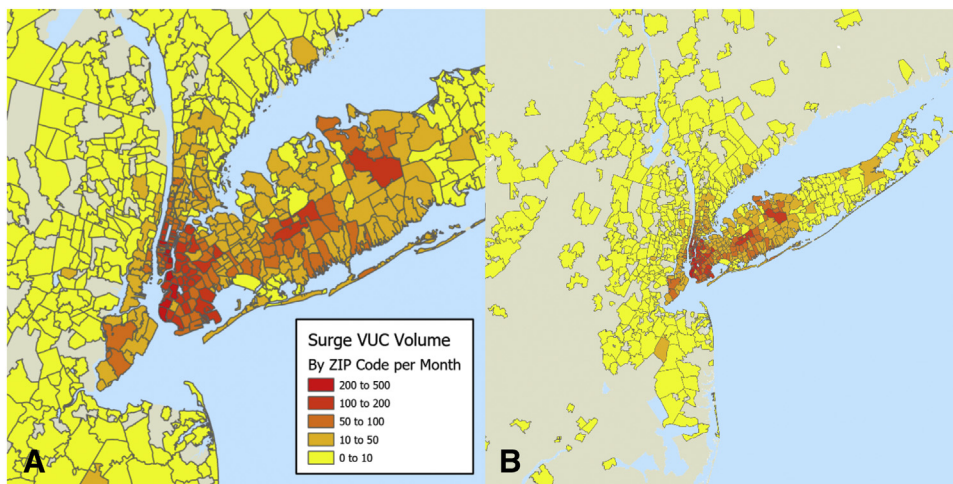 Surge VUC Volume
By ZIP Code per Month
200 to 500
100 to 200
50 to 100
10 to 50
0 to 10
A
B